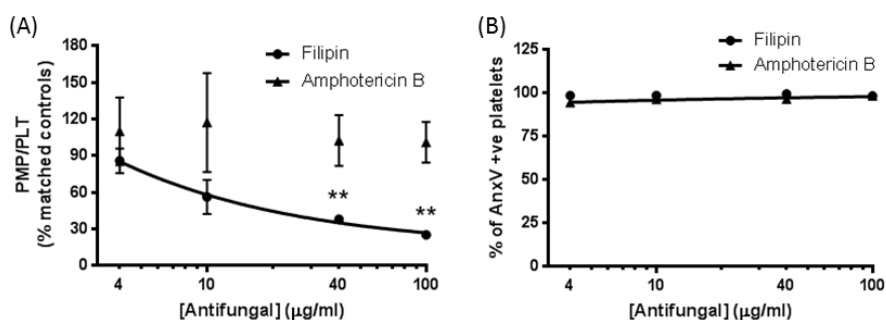 (A)
180
150
120
90
60
30
0
PMP/PLT
(% matched controls)
Filipin
Amphotericin B
**
**
4
10
40
100
[Antifungal] (μg/ml)
(B)
125
100
75
50
25
0
% of AnxV +ve platelets
Filipin
Amphotericin B
4
10
40
100
[Antifungal] (μg/ml)